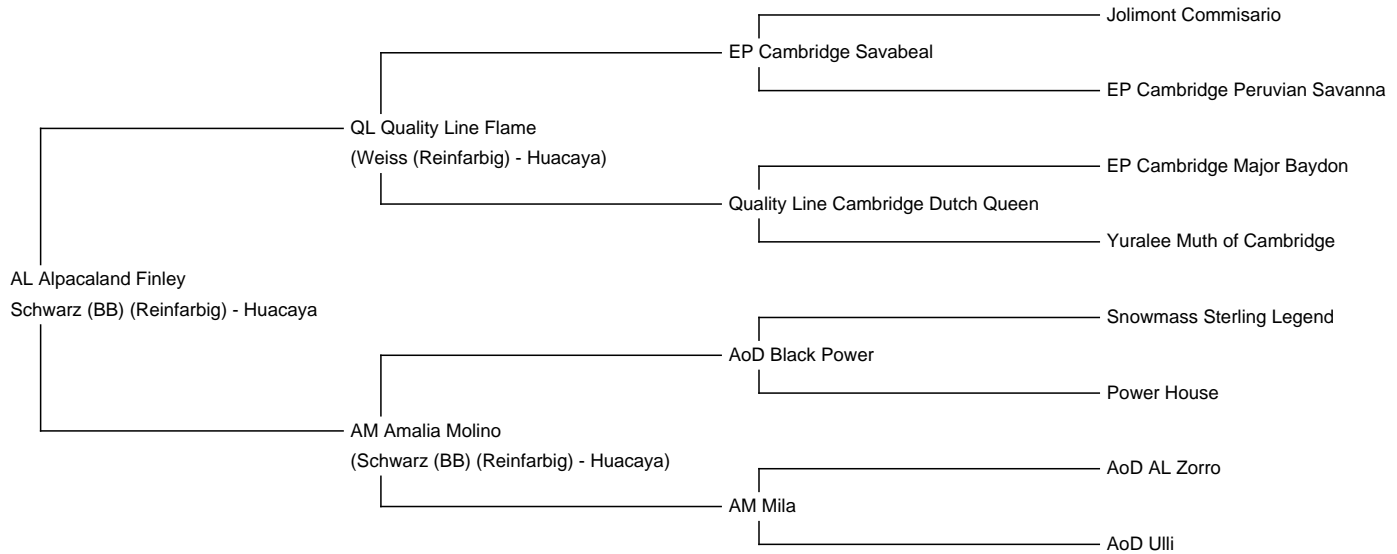 Jolimont Commisario
EP Cambridge Savabeal
EP Cambridge Peruvian Savanna
QL Quality Line Flame
(Weiss (Reinfarbig) - Huacaya)
EP Cambridge Major Baydon
Quality Line Cambridge Dutch Queen
Yuralee Muth of Cambridge
AL Alpacaland Finley
Schwarz (BB) (Reinfarbig) - Huacaya
Snowmass Sterling Legend
AoD Black Power
Power House
AM Amalia Molino
(Schwarz (BB) (Reinfarbig) - Huacaya)
AoD AL Zorro
AM Mila
AoD Ulli